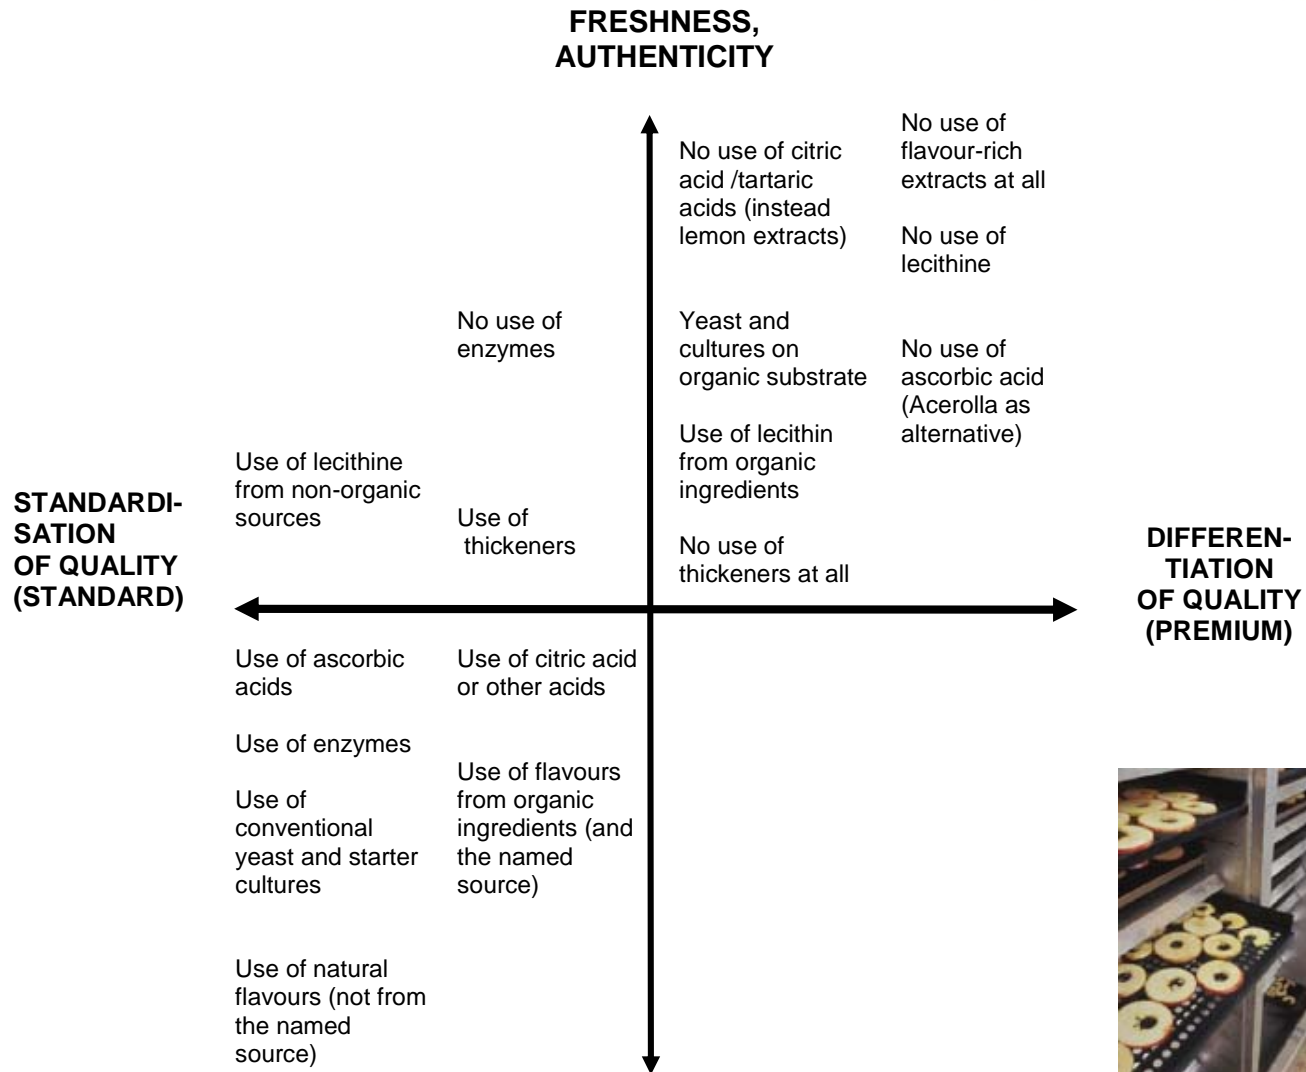 FRESHNESS,
AUTHENTICITY
No use of
flavour-rich
extracts at all
No use of citric
acid /tartaric
acids (instead
lemon extracts)
No use of
lecithine
No use of
enzymes
Yeast and
cultures on
organic substrate
No use of
ascorbic acid
(Acerolla as
alternative)
Use of lecithin
from organic
ingredients
Use of lecithine
from non-organic
sources
Use of
thickeners
No use of
thickeners at all
STANDARDI-
SATION
OF QUALITY
(STANDARD)
DIFFEREN-
TIATION
OF QUALITY
(PREMIUM)
Use of ascorbic
acids
Use of citric acid
or other acids
Use of enzymes
Use of flavours
from organic
ingredients (and
the named
source)
Use of
conventional
yeast and starter
cultures
Use of natural
flavours (not from
the named
source)